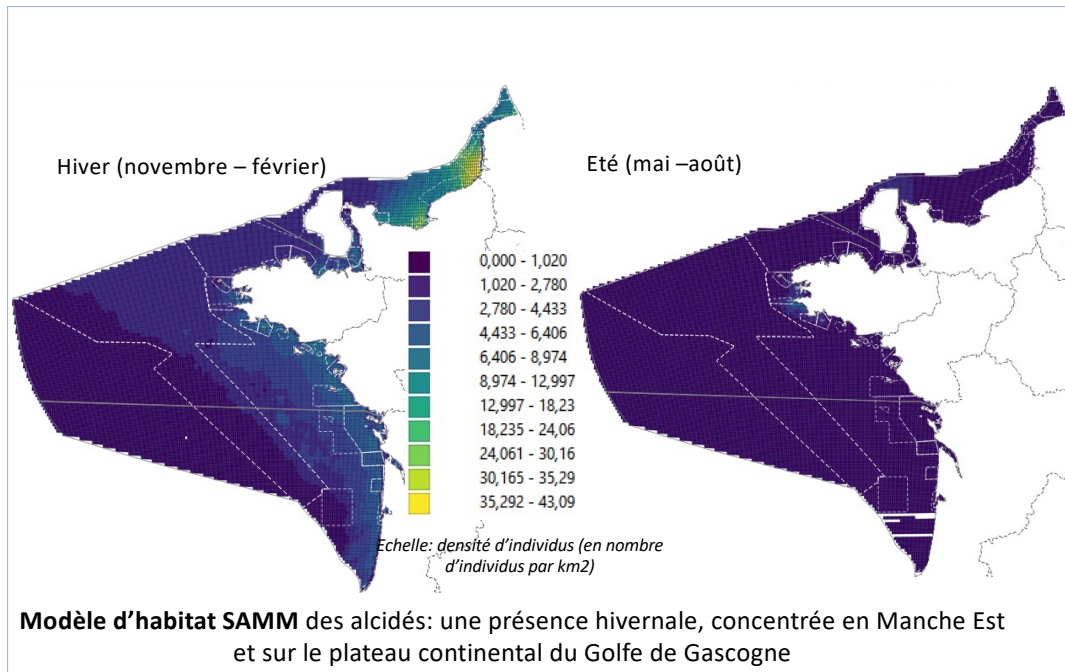 Hiver (novembre – février)
Eté (mai –août)
0,000 - 1,020
1,020 - 2,780
2,780 - 4,433
4,433 - 6,406
6,406 - 8,974
8,974 - 12,997
12,997 - 18,23
18,235 - 24,06
24,061 - 30,16
30,165 - 35,29
35,292 - 43,09
Echelle: densité d’individus (en nombre
d’individus par km2)
Modèle d’habitat SAMM des alcidés: une présence hivernale, concentrée en Manche Est
et sur le plateau continental du Golfe de Gascogne